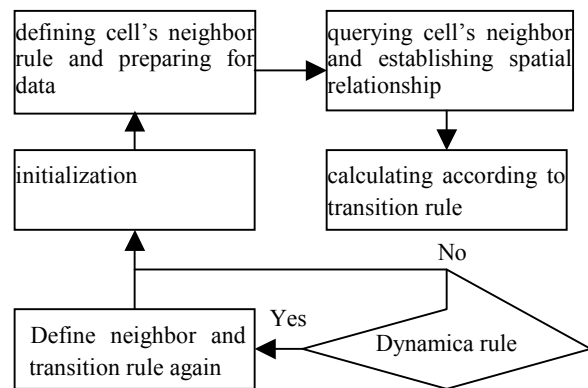 defining cell's neighbor
rule and preparing for
data
querying cell's neighbor
and establishing spatial
relationship
initialization
calculating according to
transition rule
No
Yes
Define neighbor and
transition rule again
Dynamica rule